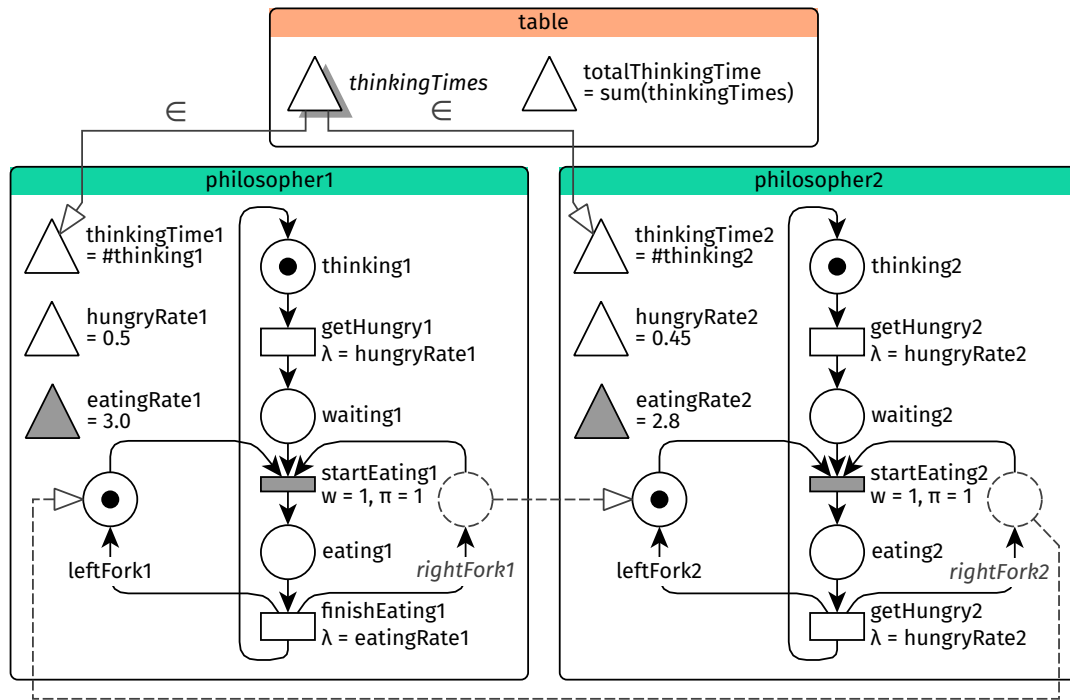 table
thinkingTimes
totalThinkingTime
= sum(thinkingTimes)
∈
∈
philosopher1
thinkingTime1
= #thinking1
thinking1
hungryRate1
= 0.5
getHungry1
λ = hungryRate1
eatingRate1
= 3.0
waiting1
startEating1
w = 1, π = 1
eating1
leftFork1
rightFork1
finishEating1
λ = eatingRate1
philosopher2
thinkingTime2
= #thinking2
thinking2
hungryRate2
= 0.45
getHungry2
λ = hungryRate2
eatingRate2
= 2.8
waiting2
startEating2
w = 1, π = 1
eating2
leftFork2
rightFork2
getHungry2
λ = hungryRate2